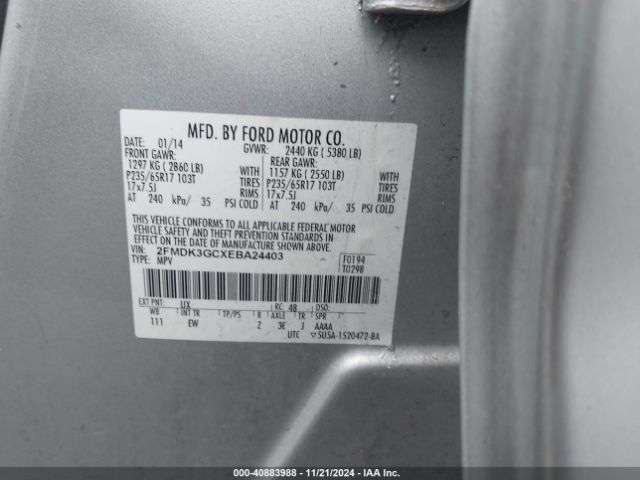 MFD. BY FORD MOTOR CO.
DATE: 01/14 GVWR: 2440 KG ( 5380 LB)
FRONT GAWR: REAR GAWR:
1297 KG ( 2860 LB) WITH 1157 KG ( 2550 LB) WITH
P235/65R17 103T TIRES P235/65R17 103T TIRES
17x7.5J RIMS 17x7.5J RIMS
AT 240 kPa/ 35 PSI COLD AT 240 kPa/ 35 PSI COLD
THIS VEHICLE CONFORMS TO ALL APPLICABLE FEDERAL MOTOR
VEHICLE SAFETY AND THEFT PREVENTION STANDARDS IN
EFFECT ON THE DATE OF MANUFACTURE SHOWN ABOVE.
VIN: 2FMDK3GCXEBA24403 F0194
TYPE: MPV T0298
EXT PNT: UX RC: 48 DSO:
WB INT TR TP/PS R AXLE TR SPR
111 EW Z 3E J AAAA
UTC 5U5A-1520472-BA
000-40883988 - 11/21/2024 - IAA Inc.